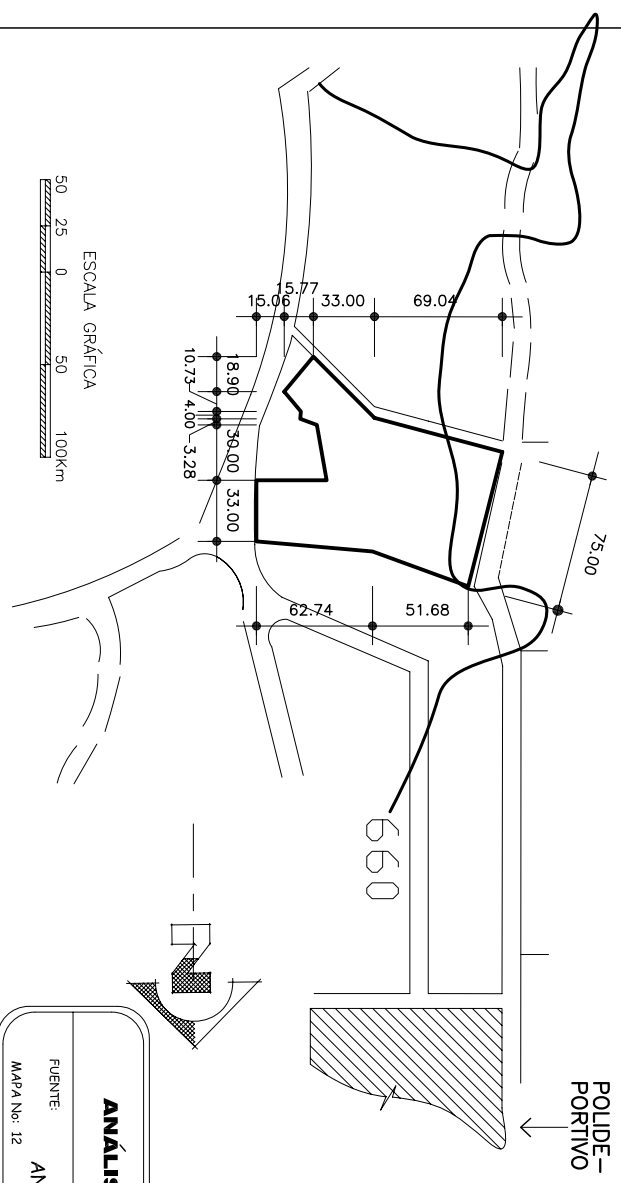 15.77
15.06
33.00
69.04
18.90
10.73
4.00
30.00
3.28
33.00
75.00
62.74
51.68
ESCALA GRÁFICA
50 25 0 50 100Km
660
N
POLIDE-
PORTIVO
FUENTE:
MAPA No: 12